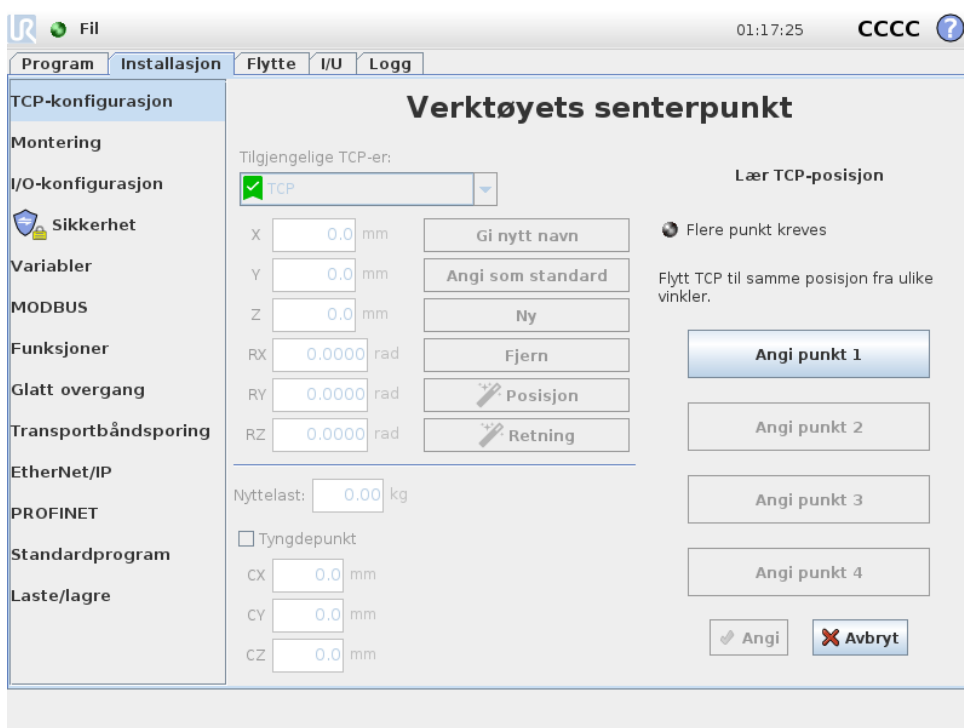 UR Fil 01:17:25 CCCC ?
Program Installasjon Flytte I/U Logg
TCP-konfigurasjon
Montering
I/O-konfigurasjon
Sikkerhet
Variabler
MODBUS
Funksjoner
Glatt overgang
Transportbåndsporing
EtherNet/IP
PROFINET
Standardprogram
Laste/lagre
Verktøyets senterpunkt
Tilgjengelige TCP-er:
TCP
X 0.0 mm Gi nytt navn
Y 0.0 mm Angi som standard
Z 0.0 mm Ny
RX 0.0000 rad Fjern
RY 0.0000 rad Posisjon
RZ 0.0000 rad Retning
Nyttelast: 0.00 kg
Tyngdepunkt
CX 0.0 mm
CY 0.0 mm
CZ 0.0 mm
Lær TCP-posisjon
Flere punkt kreves
Flytt TCP til samme posisjon fra ulike
vinkler.
Angi punkt 1
Angi punkt 2
Angi punkt 3
Angi punkt 4
Angi Avbryt